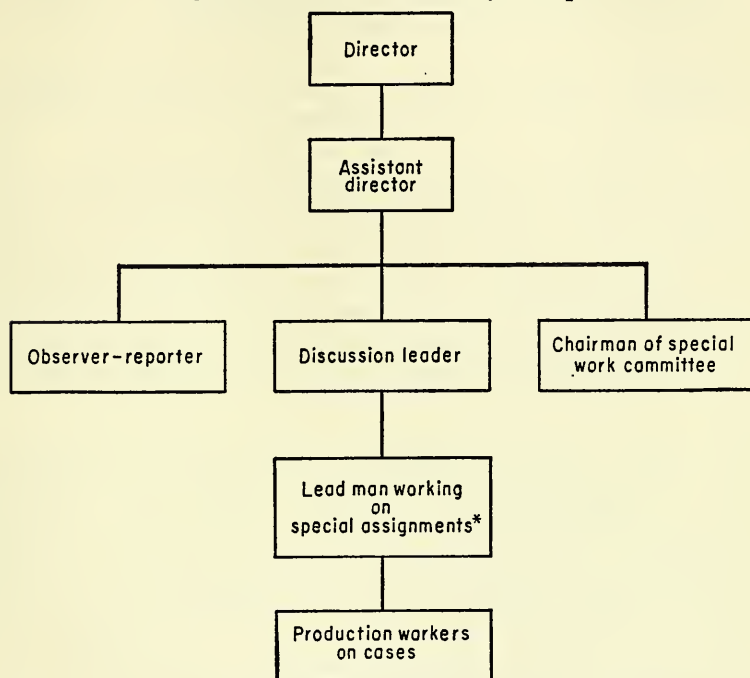 Director
Assistant
director
Observer-reporter
Discussion leader
Chairman of special
work cammittee
Lead man working
on
special assignments*
Production workers
on cases